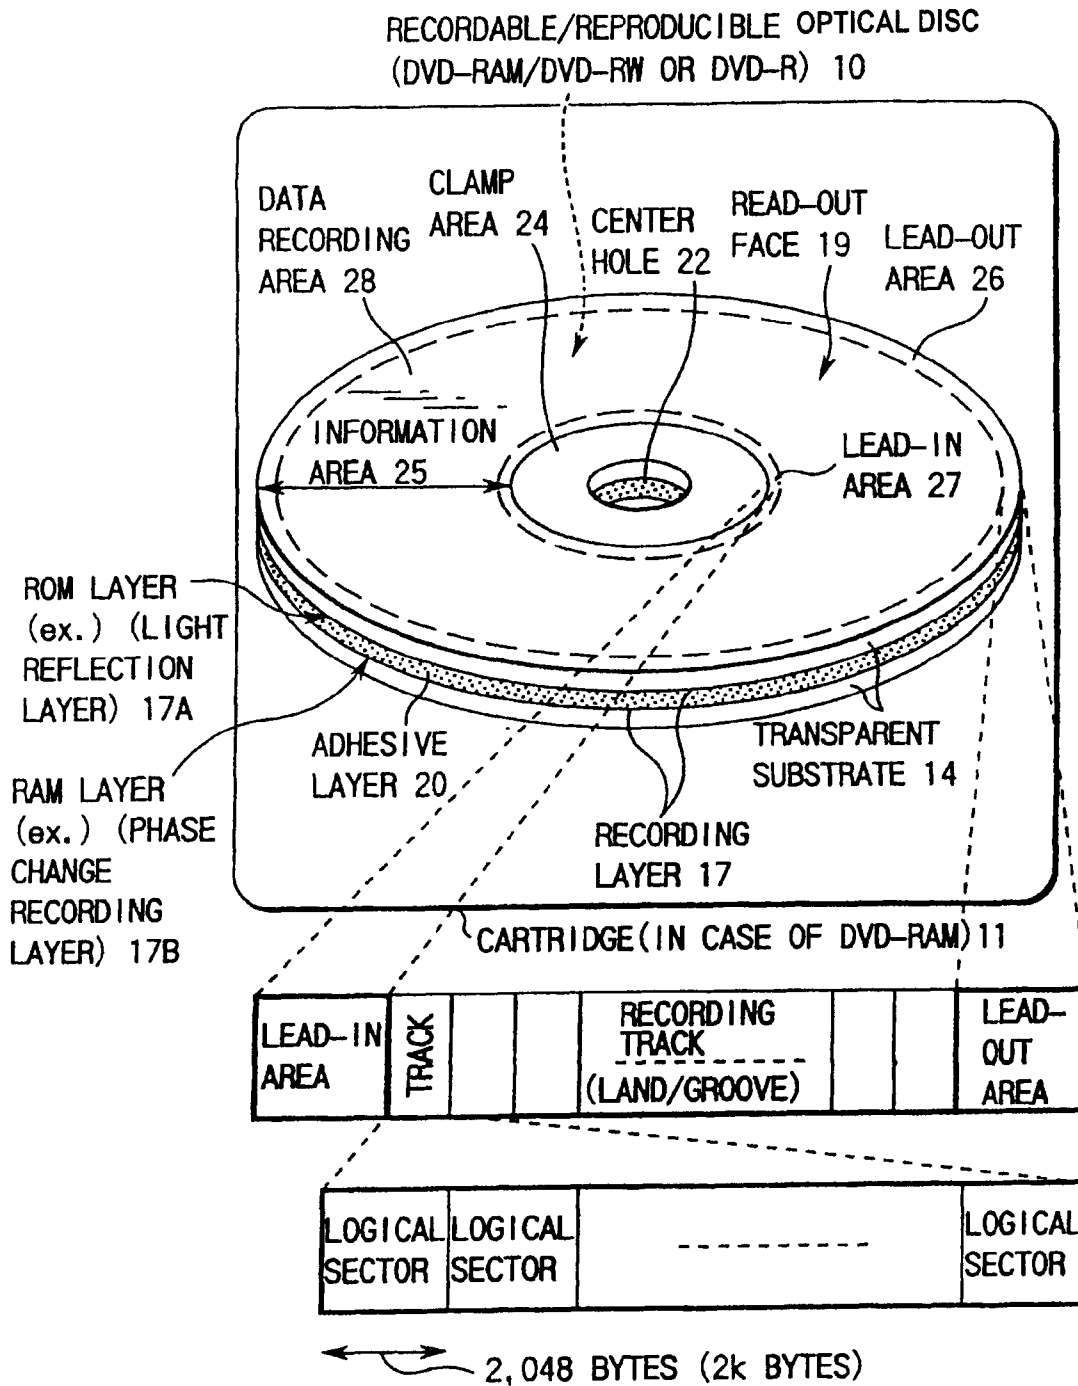 RECORDABLE/REPRODUCIBLE OPTICAL DISC
(DVD-RAM/DVD-RW OR DVD-R) 10
DATA
RECORDING
AREA 28
CLAMP
AREA 24
CENTER
HOLE 22
READ-OUT
FACE 19
LEAD-OUT
AREA 26
INFORMATION
AREA 25
LEAD-IN
AREA 27
ROM LAYER
(ex.) (LIGHT
REFLECTION
LAYER) 17A
RAM LAYER
(ex.) (PHASE
CHANGE
RECORDING
LAYER) 17B
ADHESIVE
LAYER 20
TRANSPARENT
SUBSTRATE 14
RECORDING
LAYER 17
CARTRIDGE(IN CASE OF DVD-RAM)11
LEAD-IN
AREA
TRACK
RECORDING
TRACK
(LAND/GROOVE)
LEAD-
OUT
AREA
LOGICAL
SECTOR
LOGICAL
SECTOR
LOGICAL
SECTOR
2,048 BYTES (2k BYTES)